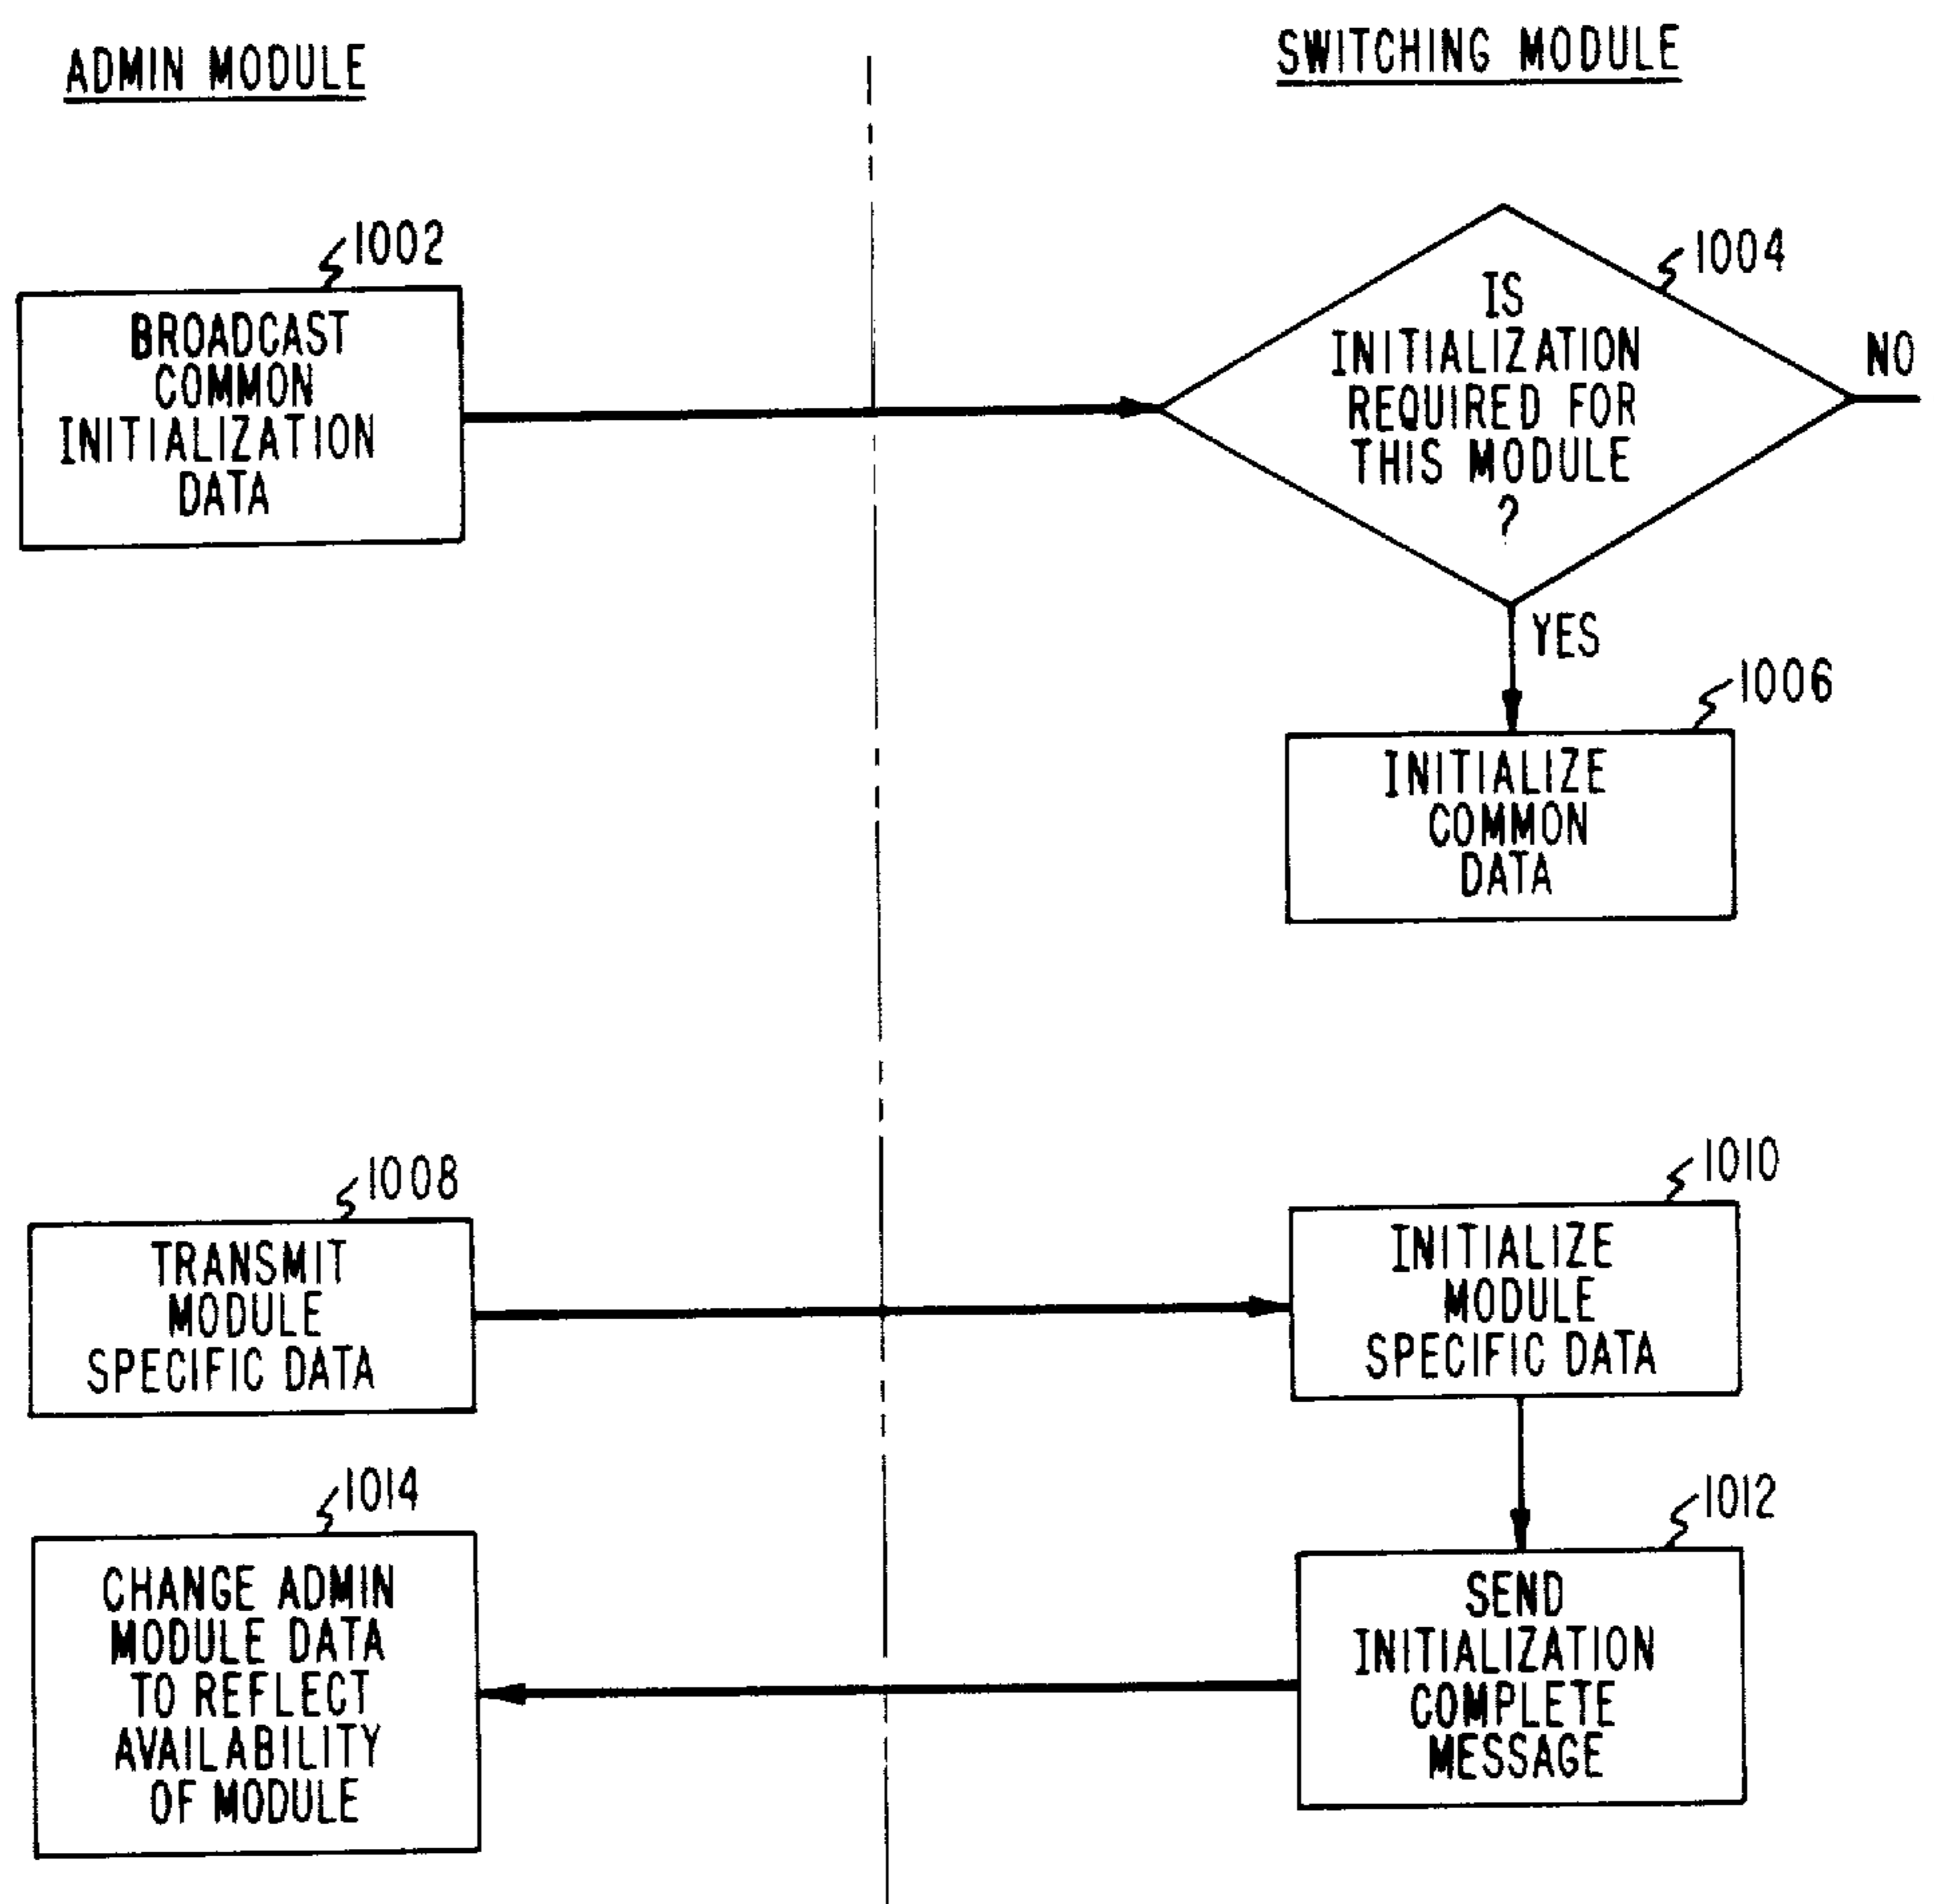 ADMIN MODULE
SWITCHING MODULE
1002
BROADCAST
COMMON
INITIALIZATION
DATA
1004
IS
INITIALIZATION
REQUIRED FOR
THIS MODULE
?
NO
YES
1006
INITIALIZE
COMMON
DATA
1008
TRANSMIT
MODULE
SPECIFIC DATA
1010
INITIALIZE
MODULE
SPECIFIC DATA
1014
CHANGE ADMIN
MODULE DATA
TO REFLECT
AVAILABILITY
OF MODULE
1012
SEND
INITIALIZATION
COMPLETE
MESSAGE